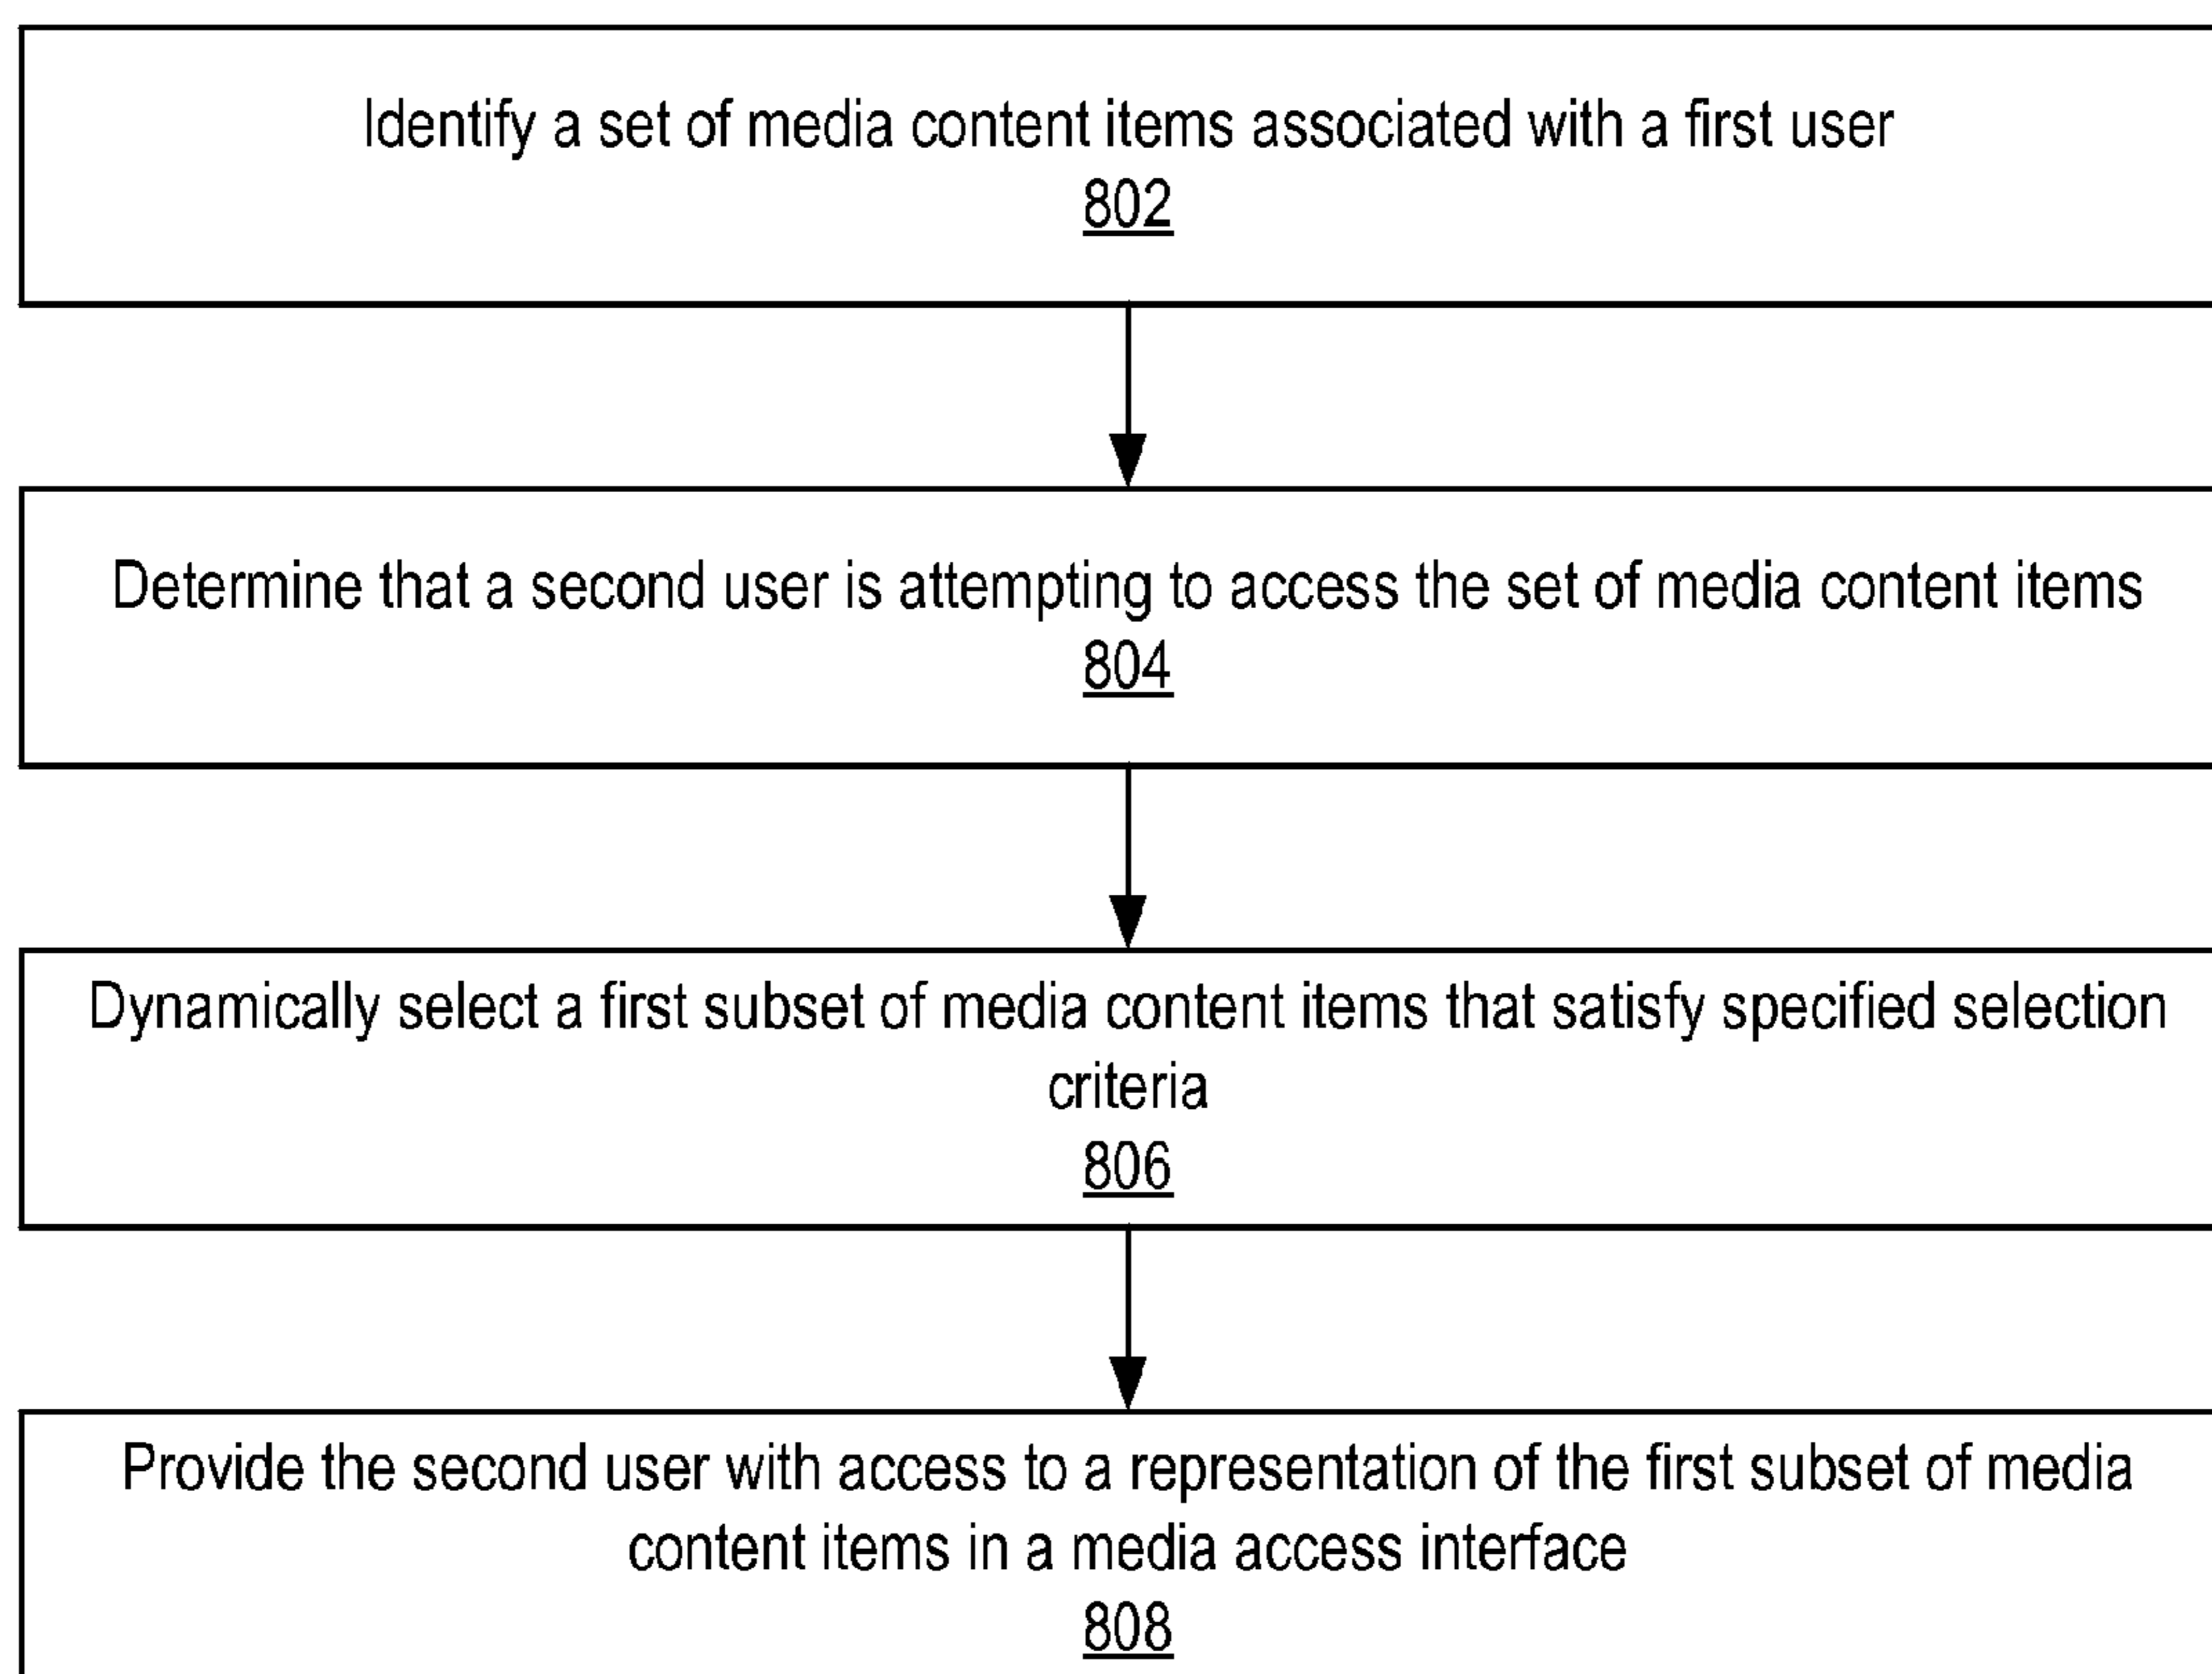 Identify a set of media content items associated with a first user
802
Determine that a second user is attempting to access the set of media content items
804
Dynamically select a first subset of media content items that satisfy specified selection
criteria
806
Provide the second user with access to a representation of the first subset of media
content items in a media access interface
808